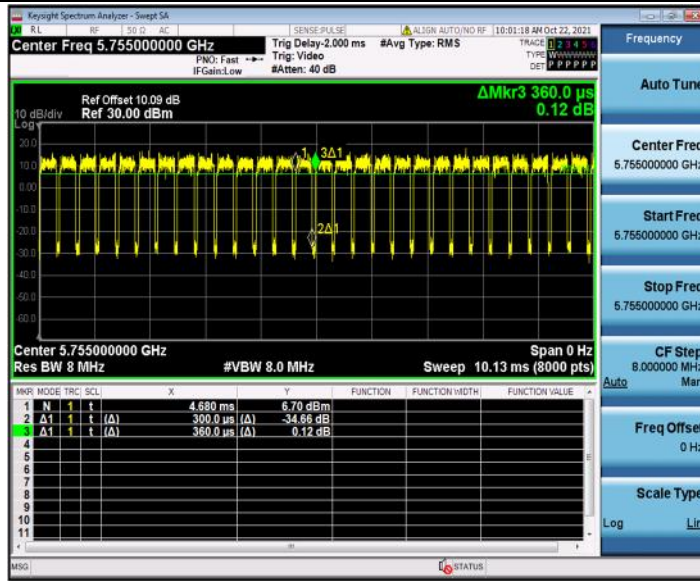 Keysight Spectrum Analyzer - Swept SA
RL RF 50 Ω AC SENSE:PULSE ALIGN AUTO/NO RF 10:01:18 AM Oct 22, 2021
Center Freq 5.755000000 GHz
PNO: Fast
IFGain:Low
Trig Delay-2.000 ms
Trig: Video
#Atten: 40 dB
#Avg Type: RMS
TRACE 1 2 3 4 5 6
TYPE
DET P P P P P P
ΔMkr3 360.0 µs
0.12 dB
Ref Offset 10.09 dB
10 dB/div Ref 30.00 dBm
Log
20.0
10.0
0.00
-10.0
-20.0
-30.0
-40.0
-50.0
-60.0
1
3Δ1
2Δ1
Center 5.755000000 GHz Span 0 Hz
Res BW 8 MHz #VBW 8.0 MHz Sweep 10.13 ms (8000 pts)
MKR MODE TRC SCL X Y FUNCTION FUNCTION WIDTH FUNCTION VALUE
1 N 1 t 4.680 ms 6.70 dBm
2 Δ1 1 t (Δ) 300.0 µs (Δ) -34.66 dB
3 Δ1 1 t (Δ) 360.0 µs (Δ) 0.12 dB
4
5
6
7
8
9
10
11
MSG STATUS
Frequency
Auto Tune
Center Freq
5.755000000 GHz
Start Freq
5.755000000 GHz
Stop Freq
5.755000000 GHz
CF Step
8.000000 MHz
Auto Man
Freq Offset
0 Hz
Scale Type
Log Lin